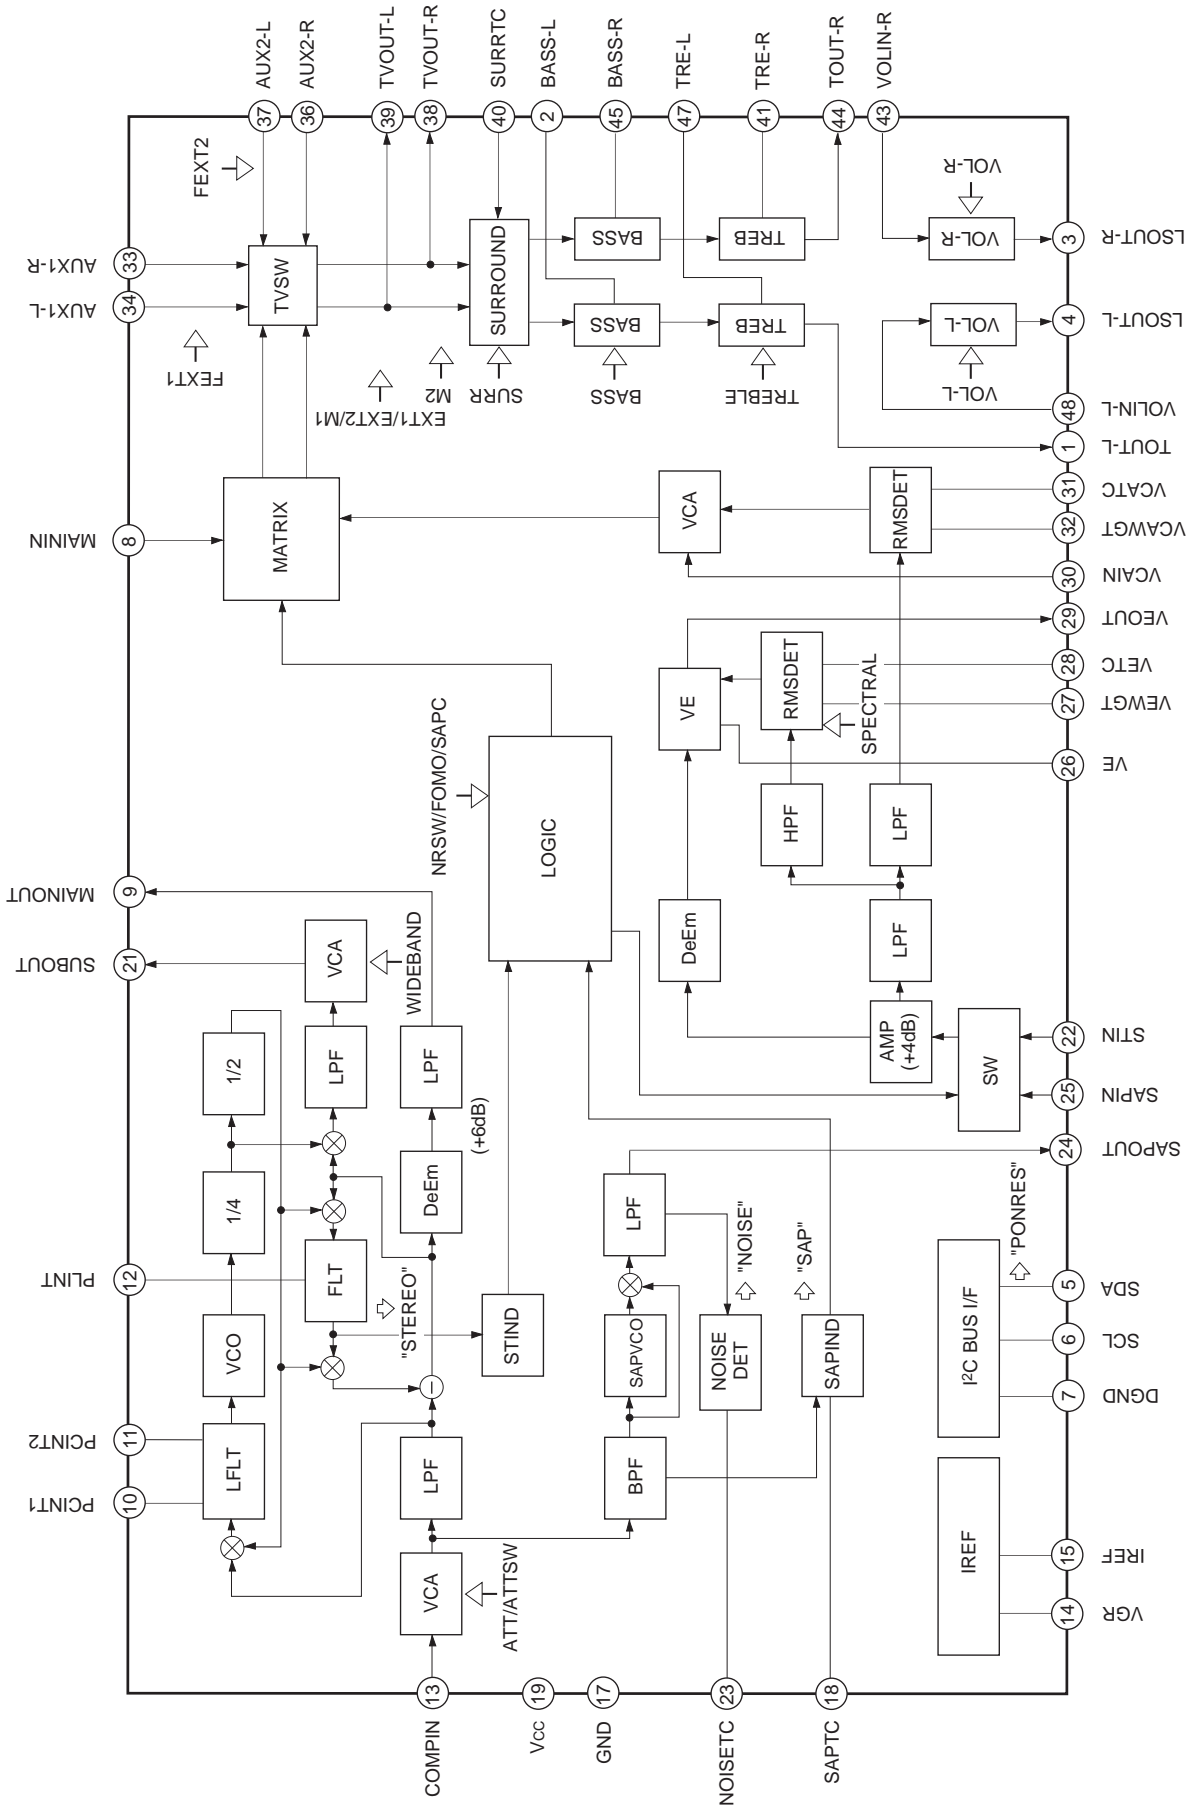 AUX2-L
AUX2-R
TVOUT-L
TVOUT-R
SURRTC
BASS-L
BASS-R
TRE-L
TRE-R
TOUT-R
VOLIN-R
37
36
39
38
40
2
45
47
41
44
43
FEXT2
AUX1-R
33
AUX1-L
34
TVSW
FEXT1
EXT1/EXT2/M1
M2
SURROUND
SURR
BASS
BASS
BASS
TREB
TREB
TREBLE
VOL-R
VOL-R
VOL-L
VOL-L
3
LSOUT-R
4
LSOUT-L
48
VOLIN-L
1
TOUT-L
31
VCATC
32
VCAWGT
30
VCAIN
29
VEOUT
28
VETC
27
VEWGT
26
VE
22
STIN
25
SAPIN
24
SAPOUT
5
SDA
6
SCL
7
DGND
15
IREF
14
VGR
MAININ
8
MATRIX
VCA
RMSDET
VE
RMSDET
SPECTRAL
HPF
LPF
DeEm
LPF
AMP
(+4dB)
SW
NRSW/FOMO/SAPC
LOGIC
MAINOUT
9
SUBOUT
21
VCA
WIDEBAND
1/2
LPF
LPF
(+6dB)
1/4
DeEm
FLT
"STEREO"
STIND
PLINT
12
VCO
PCINT2
11
PCINT1
10
LFLT
LPF
VCA
ATT/ATTSW
LPF
SAPVCO
BPF
"NOISE"
NOISE
DET
"SAP"
SAPIND
"PONRES"
I²C BUS I/F
IREF
13
19
17
23
18
COMPIN
Vcc
GND
NOISETC
SAPTC